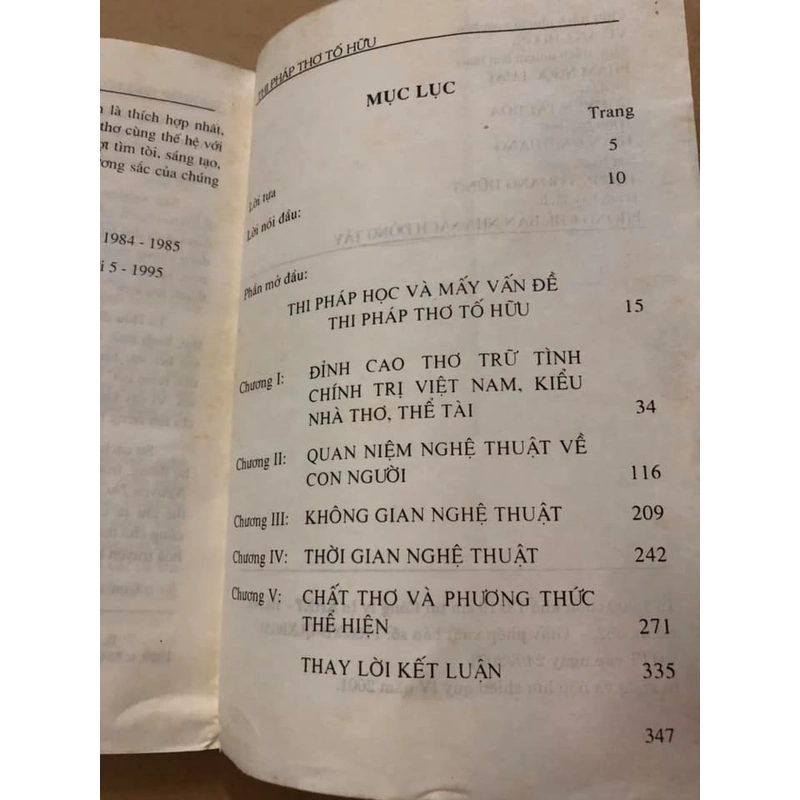 n là thích hợp nhất,
thơ cùng thế hệ với
ợt tìm tòi, sáng tạo,
ơng sắc của chúng
1984 - 1985
i 5 - 1995
THI PHÁP THƠ TỐ HỮU
MỤC LỤC
Trang
Lời tựa 5
Lời nói đầu: 10
Phần mở đầu:
THI PHÁP HỌC VÀ MẤY VẤN ĐỀ
THI PHÁP THƠ TỐ HỮU 15
Chương I: ĐỈNH CAO THƠ TRỮ TÌNH
CHÍNH TRỊ VIỆT NAM, KIỂU
NHÀ THƠ, THỂ TÀI 34
Chương II: QUAN NIỆM NGHỆ THUẬT VỀ
CON NGƯỜI 116
Chương III: KHÔNG GIAN NGHỆ THUẬT 209
Chương IV: THỜI GIAN NGHỆ THUẬT 242
Chương V: CHẤT THƠ VÀ PHƯƠNG THỨC
THỂ HIỆN 271
THAY LỜI KẾT LUẬN 335
347